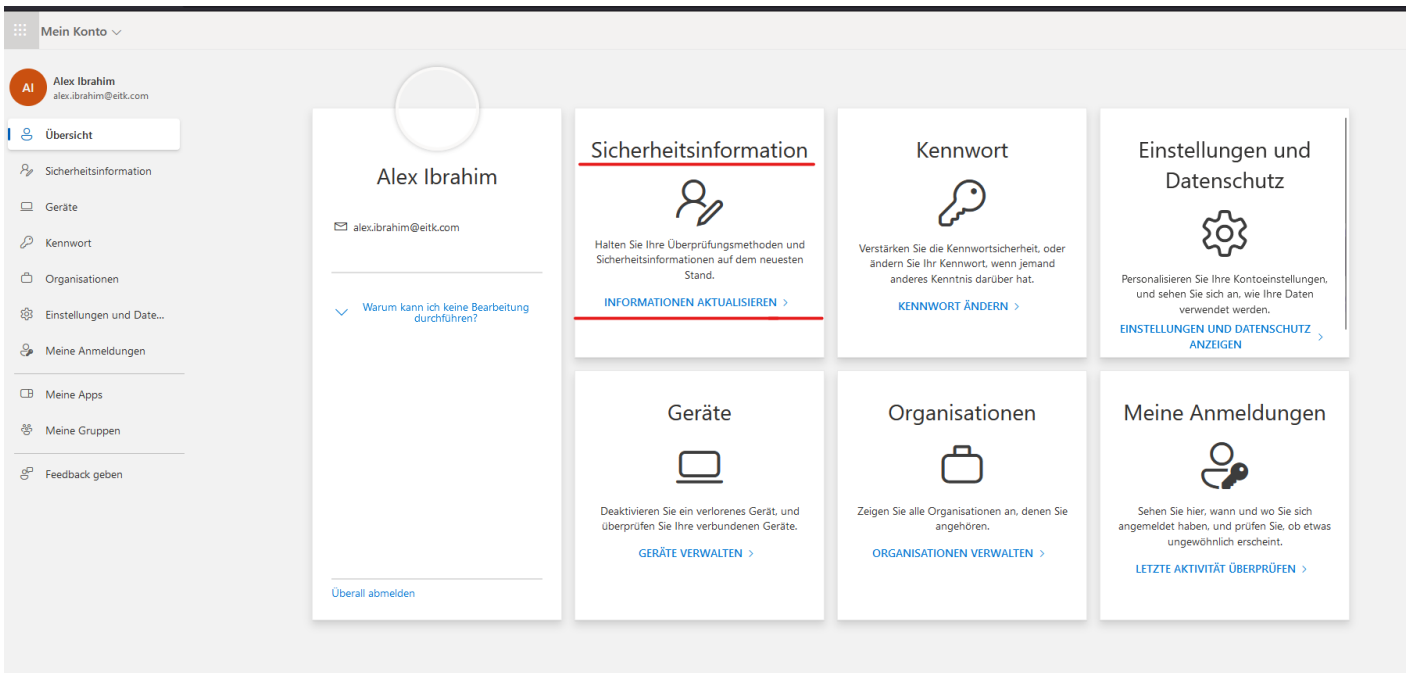 Mein Konto
AI
Alex Ibrahim
alex.ibrahim@eitk.com
Übersicht
Sicherheitsinformation
Geräte
Kennwort
Organisationen
Einstellungen und Date...
Meine Anmeldungen
Meine Apps
Meine Gruppen
Feedback geben
Alex Ibrahim
alex.ibrahim@eitk.com
Warum kann ich keine Bearbeitung
durchführen?
Überall abmelden
Sicherheitsinformation
Halten Sie Ihre Überprüfungsmethoden und
Sicherheitsinformationen auf dem neuesten
Stand.
INFORMATIONEN AKTUALISIEREN >
Kennwort
Verstärken Sie die Kennwortsicherheit, oder
ändern Sie Ihr Kennwort, wenn jemand
anderes Kenntnis darüber hat.
KENNWORT ÄNDERN >
Einstellungen und
Datenschutz
Personalisieren Sie Ihre Kontoeinstellungen,
und sehen Sie sich an, wie Ihre Daten
verwendet werden.
EINSTELLUNGEN UND DATENSCHUTZ
ANZEIGEN >
Geräte
Deaktivieren Sie ein verlorenes Gerät, und
überprüfen Sie Ihre verbundenen Geräte.
GERÄTE VERWALTEN >
Organisationen
Zeigen Sie alle Organisationen an, denen Sie
angehören.
ORGANISATIONEN VERWALTEN >
Meine Anmeldungen
Sehen Sie hier, wann und wo Sie sich
angemeldet haben, und prüfen Sie, ob etwas
ungewöhnlich erscheint.
LETZTE AKTIVITÄT ÜBERPRÜFEN >